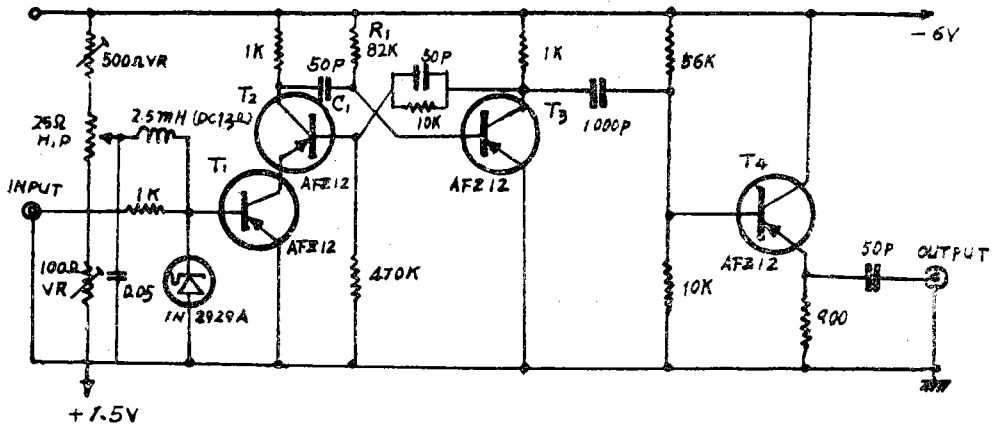 500ΩVR
25Ω
H.P
2.5mH (DC13Ω)
INPUT
1K
100Ω
VR
0.05
1N 2929A
1K
50P
C1
R1
82K
T2
T1
AFZ12
AFZ12
470K
50P
10K
1K
T3
AFZ12
1000P
56K
10K
T4
AFZ12
900
50P
OUTPUT
-6V
+1.5V